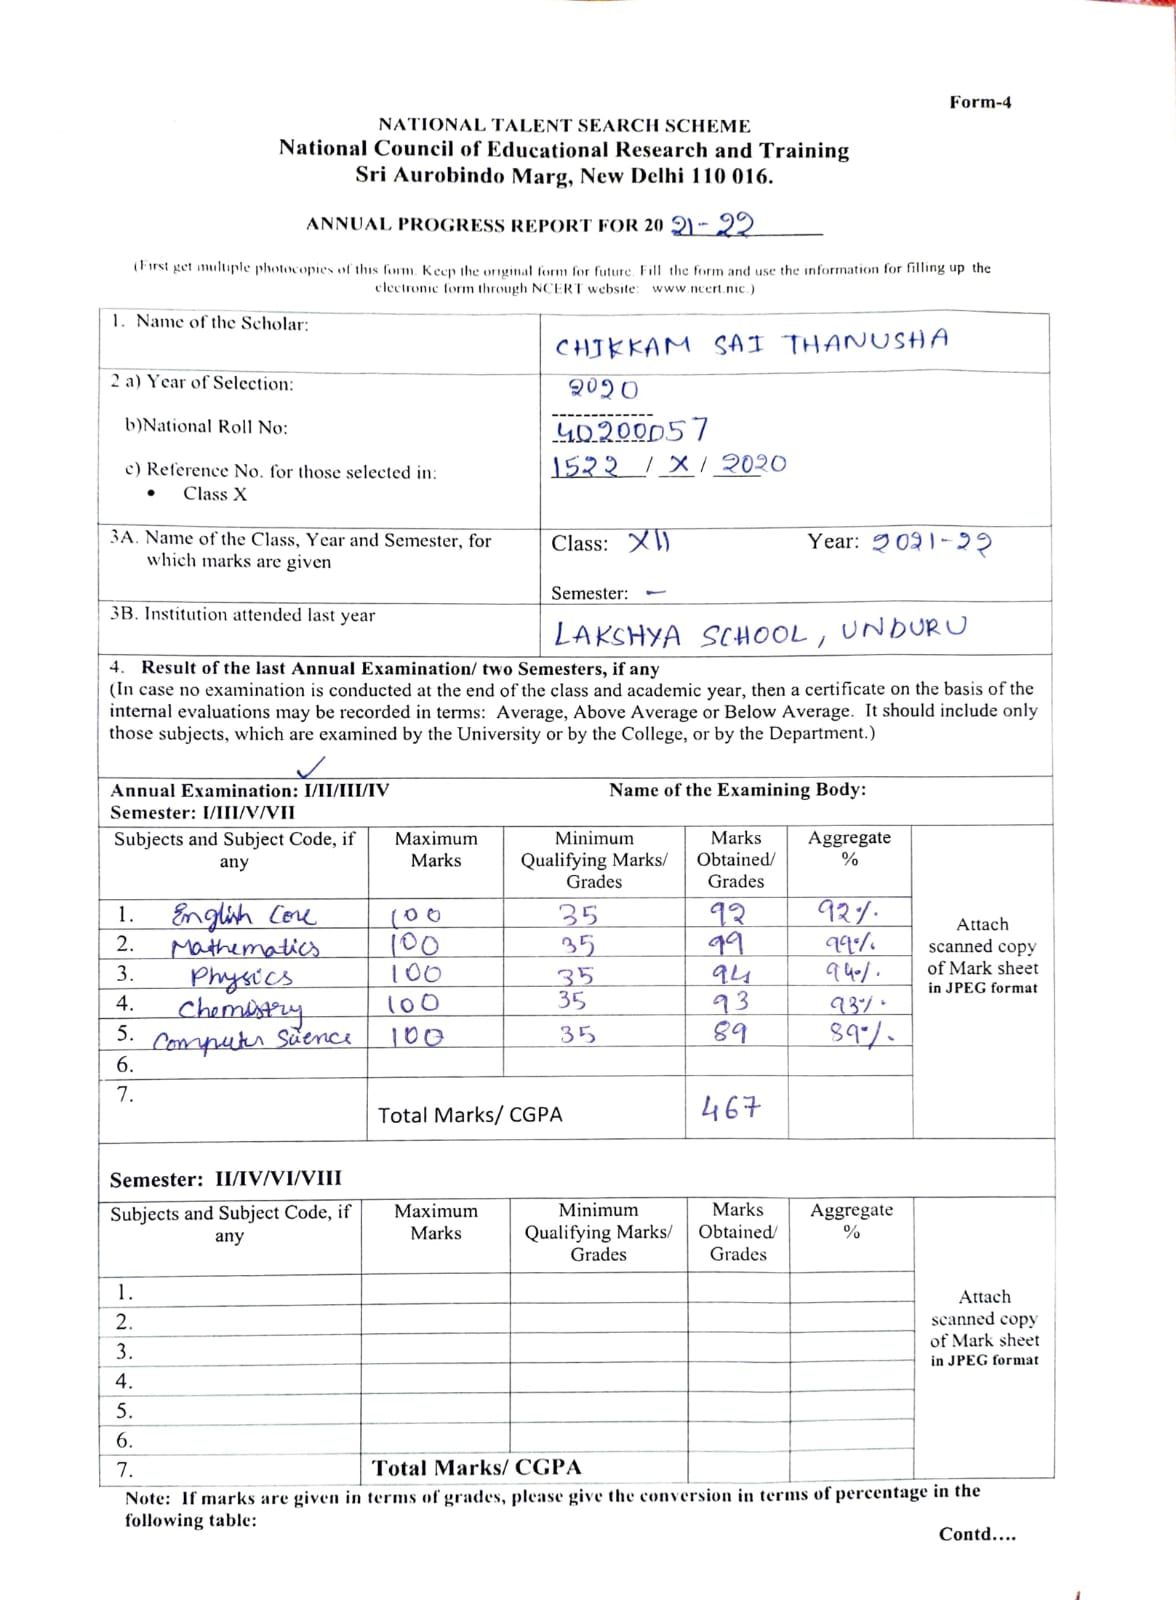 Form-4
NATIONAL TALENT SEARCH SCHEME
National Council of Educational Research and Training
Sri Aurobindo Marg, New Delhi 110 016.
ANNUAL PROGRESS REPORT FOR 20 21-22
(First get multiple photocopies of this form. Keep the original form for future. Fill the form and use the information for filling up the
electronic form through NCERT website: www.ncert.nic.)
1. Name of the Scholar: CHIKKAM SAI THANUSHA
2 a) Year of Selection: 2020
b)National Roll No: 40200057
c) Reference No. for those selected in: 1522 / X / 2020
• Class X
3A. Name of the Class, Year and Semester, for Class: XII Year: 2021-22
which marks are given
Semester: –
3B. Institution attended last year LAKSHYA SCHOOL, UNDURU
4. Result of the last Annual Examination/ two Semesters, if any
(In case no examination is conducted at the end of the class and academic year, then a certificate on the basis of the
internal evaluations may be recorded in terms: Average, Above Average or Below Average. It should include only
those subjects, which are examined by the University or by the College, or by the Department.)
✓
Annual Examination: I/II/III/IV Name of the Examining Body:
Semester: I/III/V/VII
Subjects and Subject Code, if Maximum Minimum Marks Aggregate
any Marks Qualifying Marks/ Obtained/ %
Grades Grades
1. English Core 100 35 92 92%.
2. Mathematics 100 35 99 99%.
3. Physics 100 35 94 94%.
4. Chemistry 100 35 93 93%.
5. Computer Science 100 35 89 89%.
6.
7.
Total Marks/ CGPA 467
Attach
scanned copy
of Mark sheet
in JPEG format
Semester: II/IV/VI/VIII
Subjects and Subject Code, if Maximum Minimum Marks Aggregate
any Marks Qualifying Marks/ Obtained/ %
Grades Grades
1.
2.
3.
4.
5.
6.
7. Total Marks/ CGPA
Attach
scanned copy
of Mark sheet
in JPEG format
Note: If marks are given in terms of grades, please give the conversion in terms of percentage in the
following table:
Contd....